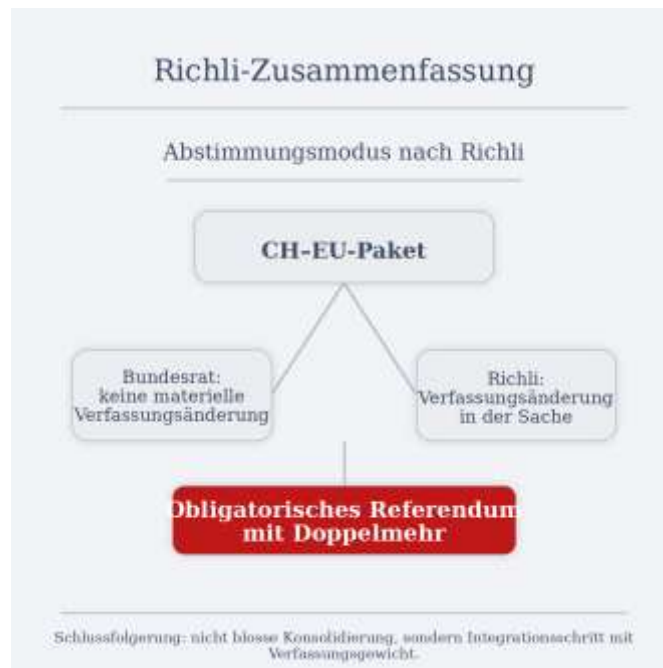 Richli-Zusammenfassung
Abstimmungsmodus nach Richli
CH–EU-Paket
Bundesrat:
keine materielle
Verfassungsänderung
Richli:
Verfassungsänderung
in der Sache
Obligatorisches Referendum
mit Doppelmehr
Schlussfolgerung: nicht blosse Konsolidierung, sondern Integrationsschritt mit
Verfassungsgewicht.